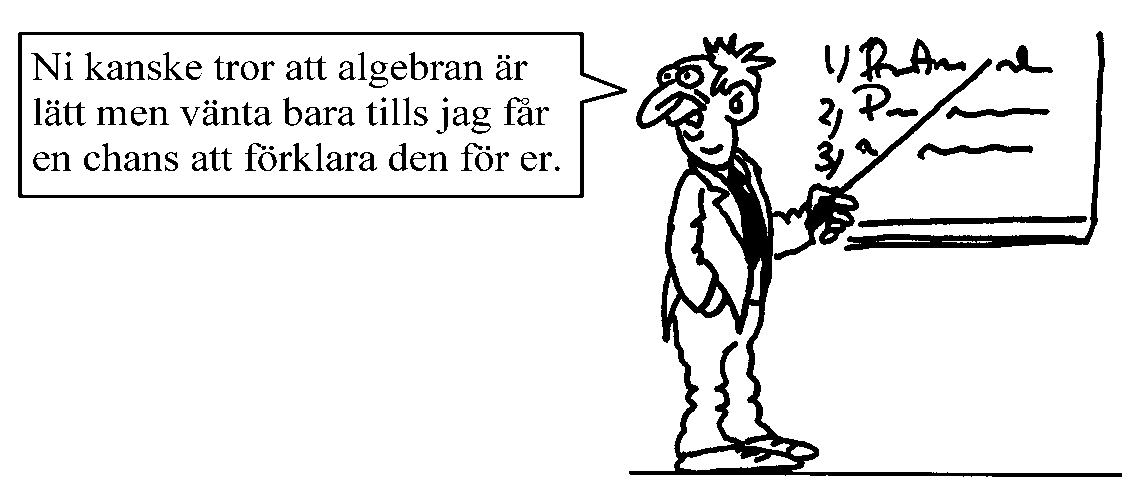 Ni kanske tror att algebran är
lätt men vänta bara tills jag får
en chans att förklara den för er.
1)
2)
3)